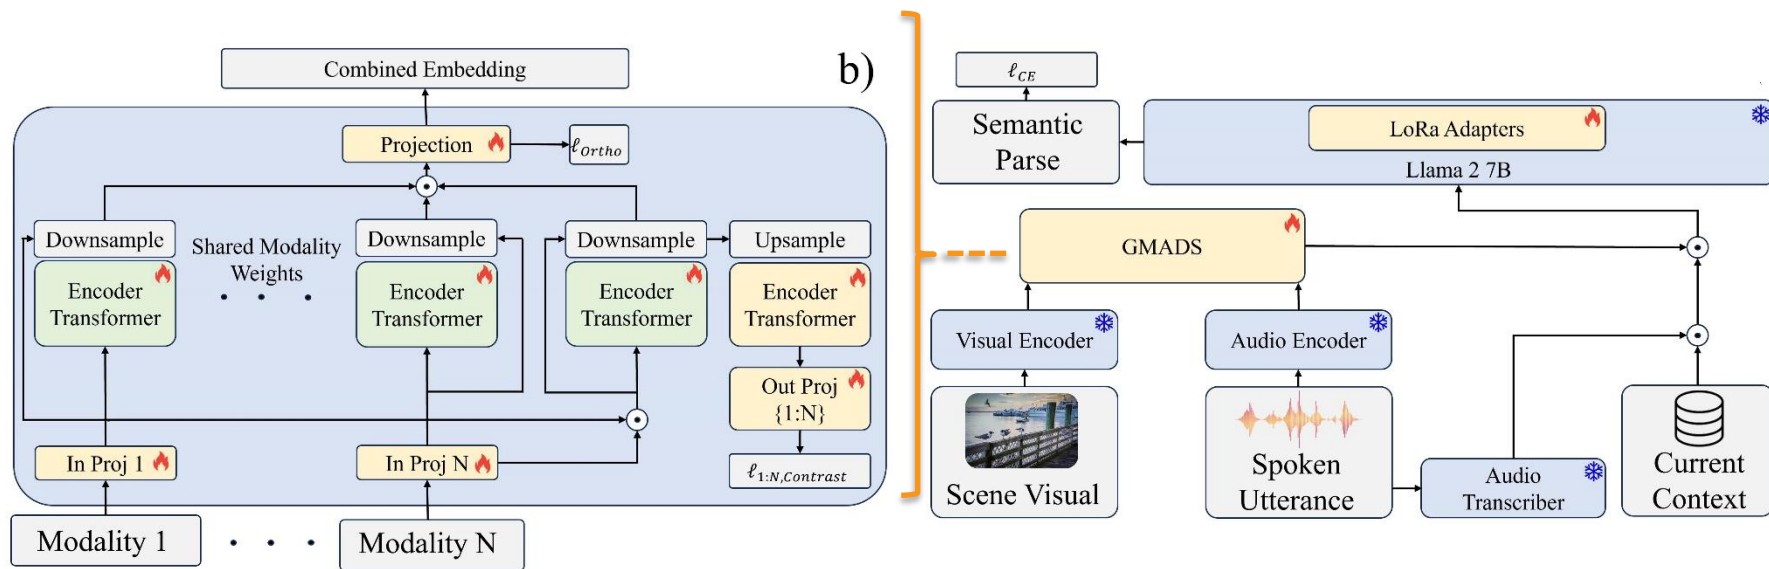 Combined Embedding
b)
Projection
ℓOrtho
Downsample
Shared Modality
Weights
Downsample
Downsample
Upsample
Encoder
Transformer
Encoder
Transformer
Encoder
Transformer
Encoder
Transformer
Out Proj
{1:N}
In Proj 1
In Proj N
ℓ1:N,Contrast
Modality 1
Modality N
ℓCE
Semantic
Parse
LoRa Adapters
Llama 2 7B
GMADS
Visual Encoder
Audio Encoder
Scene Visual
Spoken
Utterance
Audio
Transcriber
Current
Context